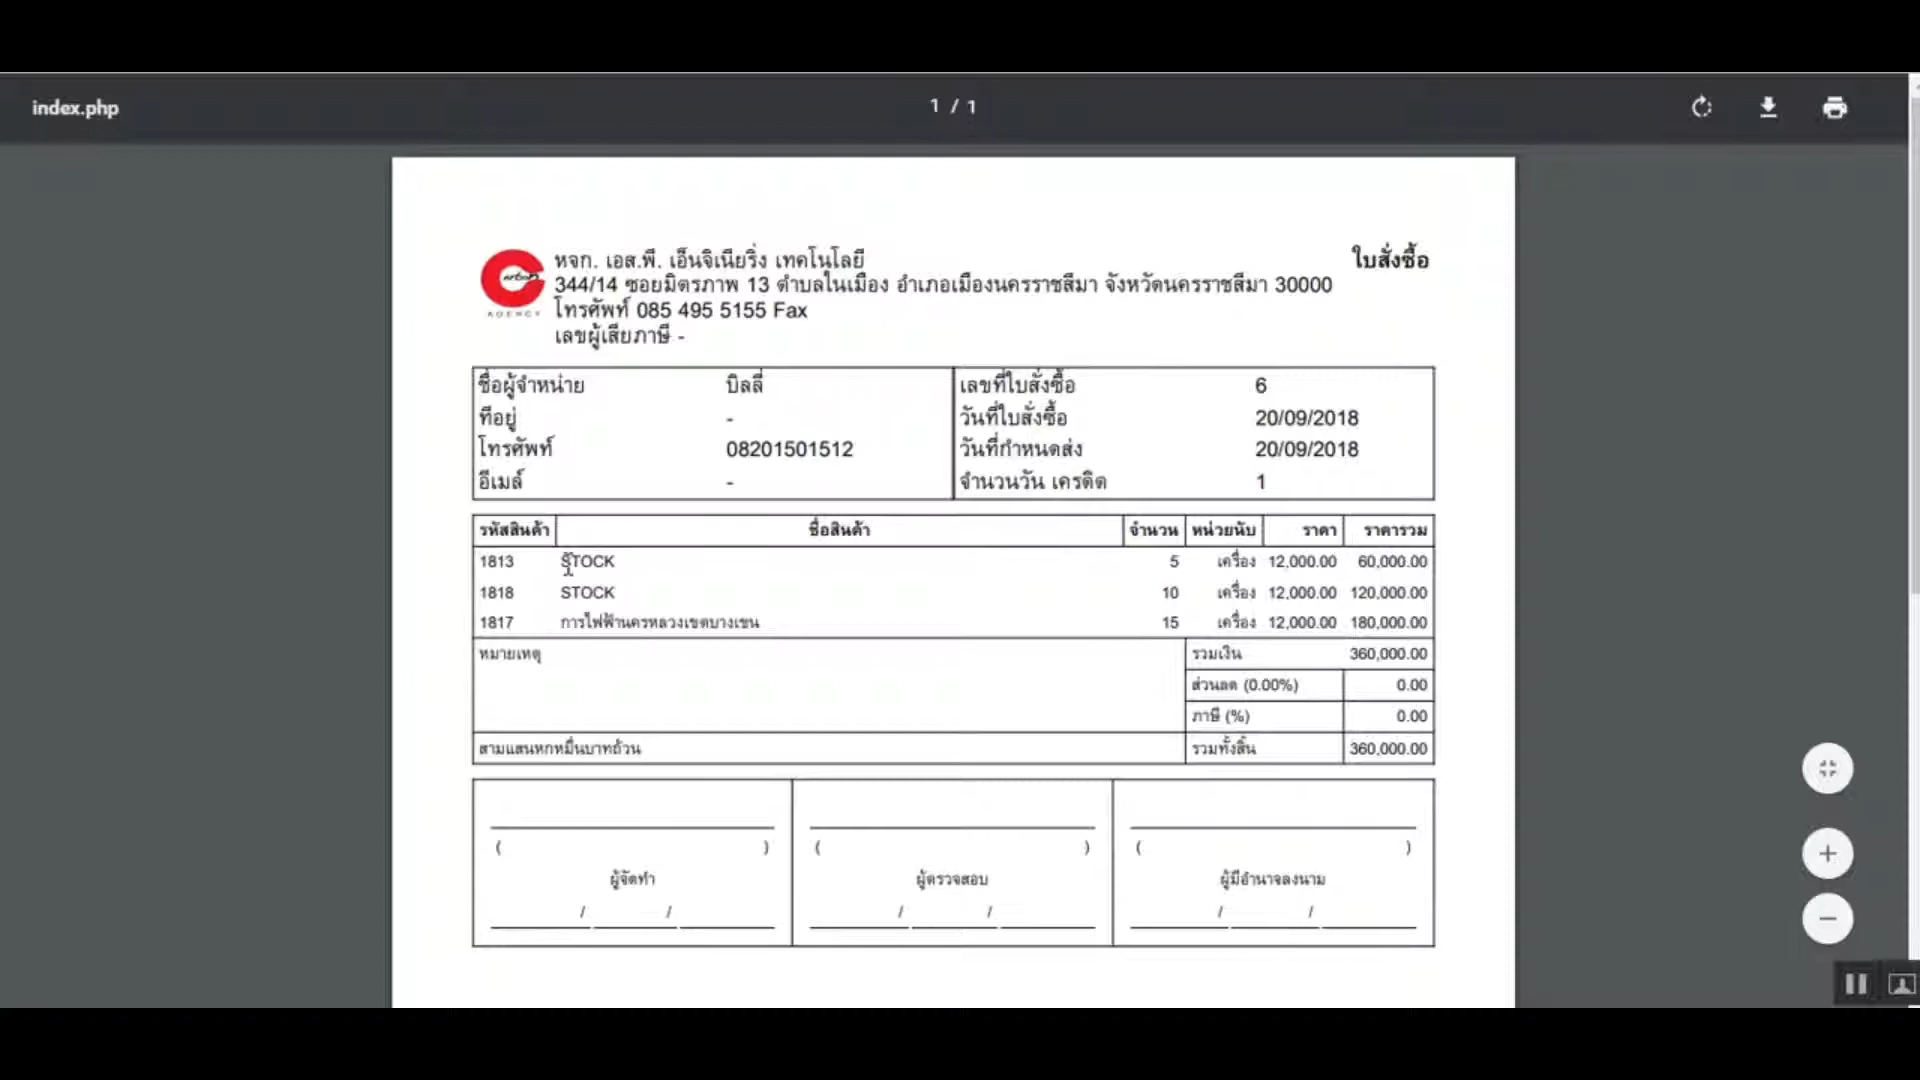 index.php
1 / 1
Carbon
AGENCY
หจก. เอส.พี. เอ็นจิเนียริ่ง เทคโนโลยี
ใบสั่งซื้อ
344/14 ซอยมิตรภาพ 13 ตำบลในเมือง อำเภอเมืองนครราชสีมา จังหวัดนครราชสีมา 30000
โทรศัพท์ 085 495 5155 Fax
เลขผู้เสียภาษี -
ชื่อผู้จำหน่าย บิลลี่ เลขที่ใบสั่งซื้อ 6
ที่อยู่ - วันที่ใบสั่งซื้อ 20/09/2018
โทรศัพท์ 08201501512 วันที่กำหนดส่ง 20/09/2018
อีเมล์ - จำนวนวัน เครดิต 1
รหัสสินค้า ชื่อสินค้า จำนวน หน่วยนับ ราคา ราคารวม
1813 STOCK 5 เครื่อง 12,000.00 60,000.00
1818 STOCK 10 เครื่อง 12,000.00 120,000.00
1817 การไฟฟ้านครหลวงเขตบางเขน 15 เครื่อง 12,000.00 180,000.00
หมายเหตุ รวมเงิน 360,000.00
ส่วนลด (0.00%) 0.00
ภาษี (%) 0.00
สามแสนหกหมื่นบาทถ้วน รวมทั้งสิ้น 360,000.00
( ) ( ) ( )
ผู้จัดทำ ผู้ตรวจสอบ ผู้มีอำนาจลงนาม
/ / / / / /